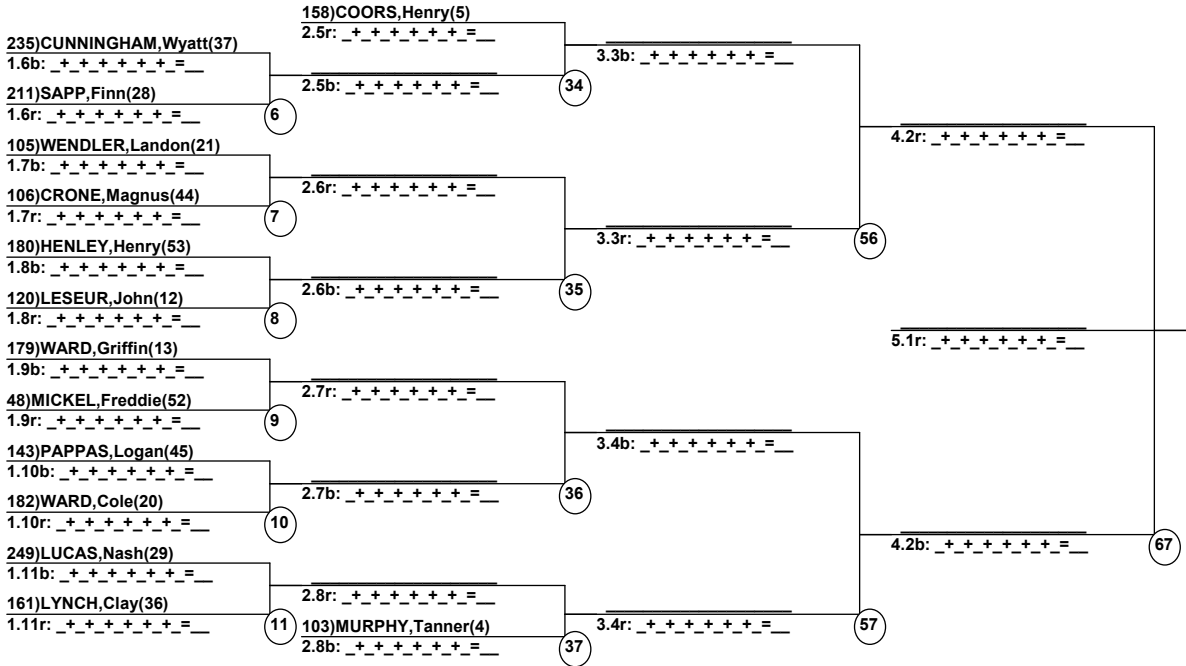 158)COORS,Henry(5)
2.5r: _+_+_+_+_+_=__
235)CUNNINGHAM,Wyatt(37)
1.6b: _+_+_+_+_+_=__
3.3b: _+_+_+_+_+_=__
2.5b: _+_+_+_+_+_=__
34
211)SAPP,Finn(28)
1.6r: _+_+_+_+_+_=__
6
4.2r: _+_+_+_+_+_=__
105)WENDLER,Landon(21)
1.7b: _+_+_+_+_+_=__
2.6r: _+_+_+_+_+_=__
106)CRONE,Magnus(44)
1.7r: _+_+_+_+_+_=__
7
3.3r: _+_+_+_+_+_=__
56
180)HENLEY,Henry(53)
1.8b: _+_+_+_+_+_=__
2.6b: _+_+_+_+_+_=__
35
120)LESEUR,John(12)
1.8r: _+_+_+_+_+_=__
8
5.1r: _+_+_+_+_+_=__
179)WARD,Griffin(13)
1.9b: _+_+_+_+_+_=__
2.7r: _+_+_+_+_+_=__
48)MICKEL,Freddie(52)
1.9r: _+_+_+_+_+_=__
9
3.4b: _+_+_+_+_+_=__
143)PAPPAS,Logan(45)
1.10b: _+_+_+_+_+_=__
2.7b: _+_+_+_+_+_=__
36
182)WARD,Cole(20)
1.10r: _+_+_+_+_+_=__
10
4.2b: _+_+_+_+_+_=__
67
249)LUCAS,Nash(29)
1.11b: _+_+_+_+_+_=__
2.8r: _+_+_+_+_+_=__
161)LYNCH,Clay(36)
1.11r: _+_+_+_+_+_=__
11
103)MURPHY,Tanner(4)
2.8b: _+_+_+_+_+_=__
37
3.4r: _+_+_+_+_+_=__
57